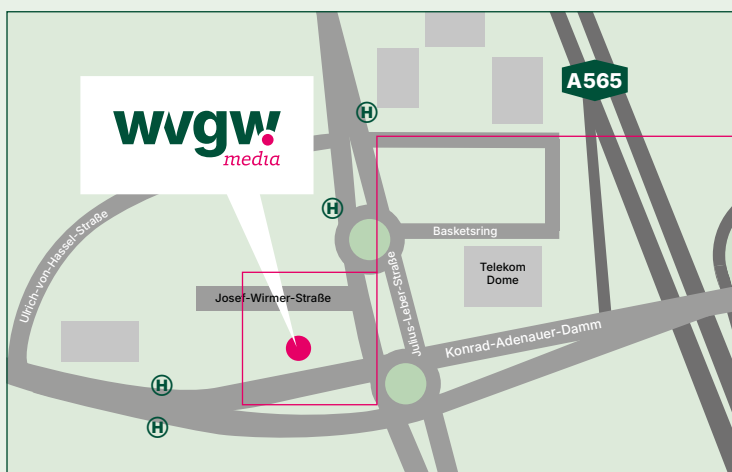 A565
wvgw
media
H
H
Ulrich-von-Hassel-Straße
Basketsring
Telekom
Dome
Julius-Leber-Straße
Josef-Wirmer-Straße
Konrad-Adenauer-Damm
H
H